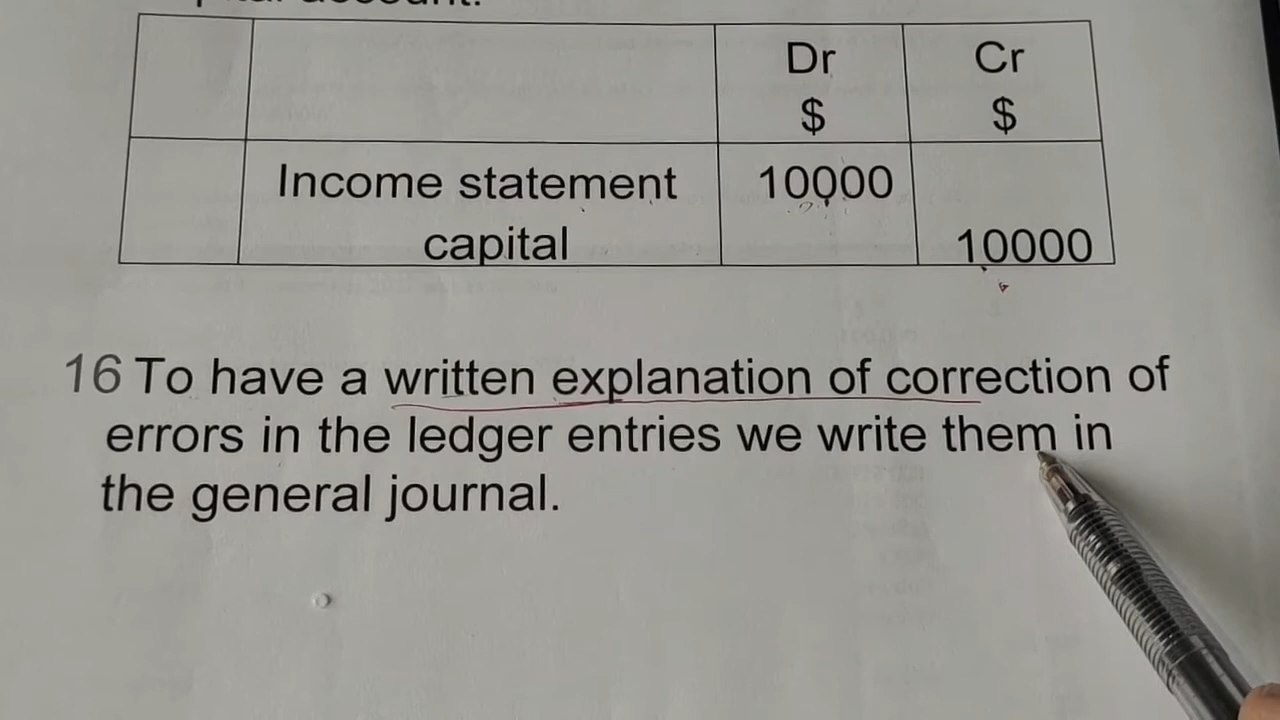 account.
Dr Cr
$ $
Income statement 10000
capital 10000
16 To have a written explanation of correction of
errors in the ledger entries we write them in
the general journal.